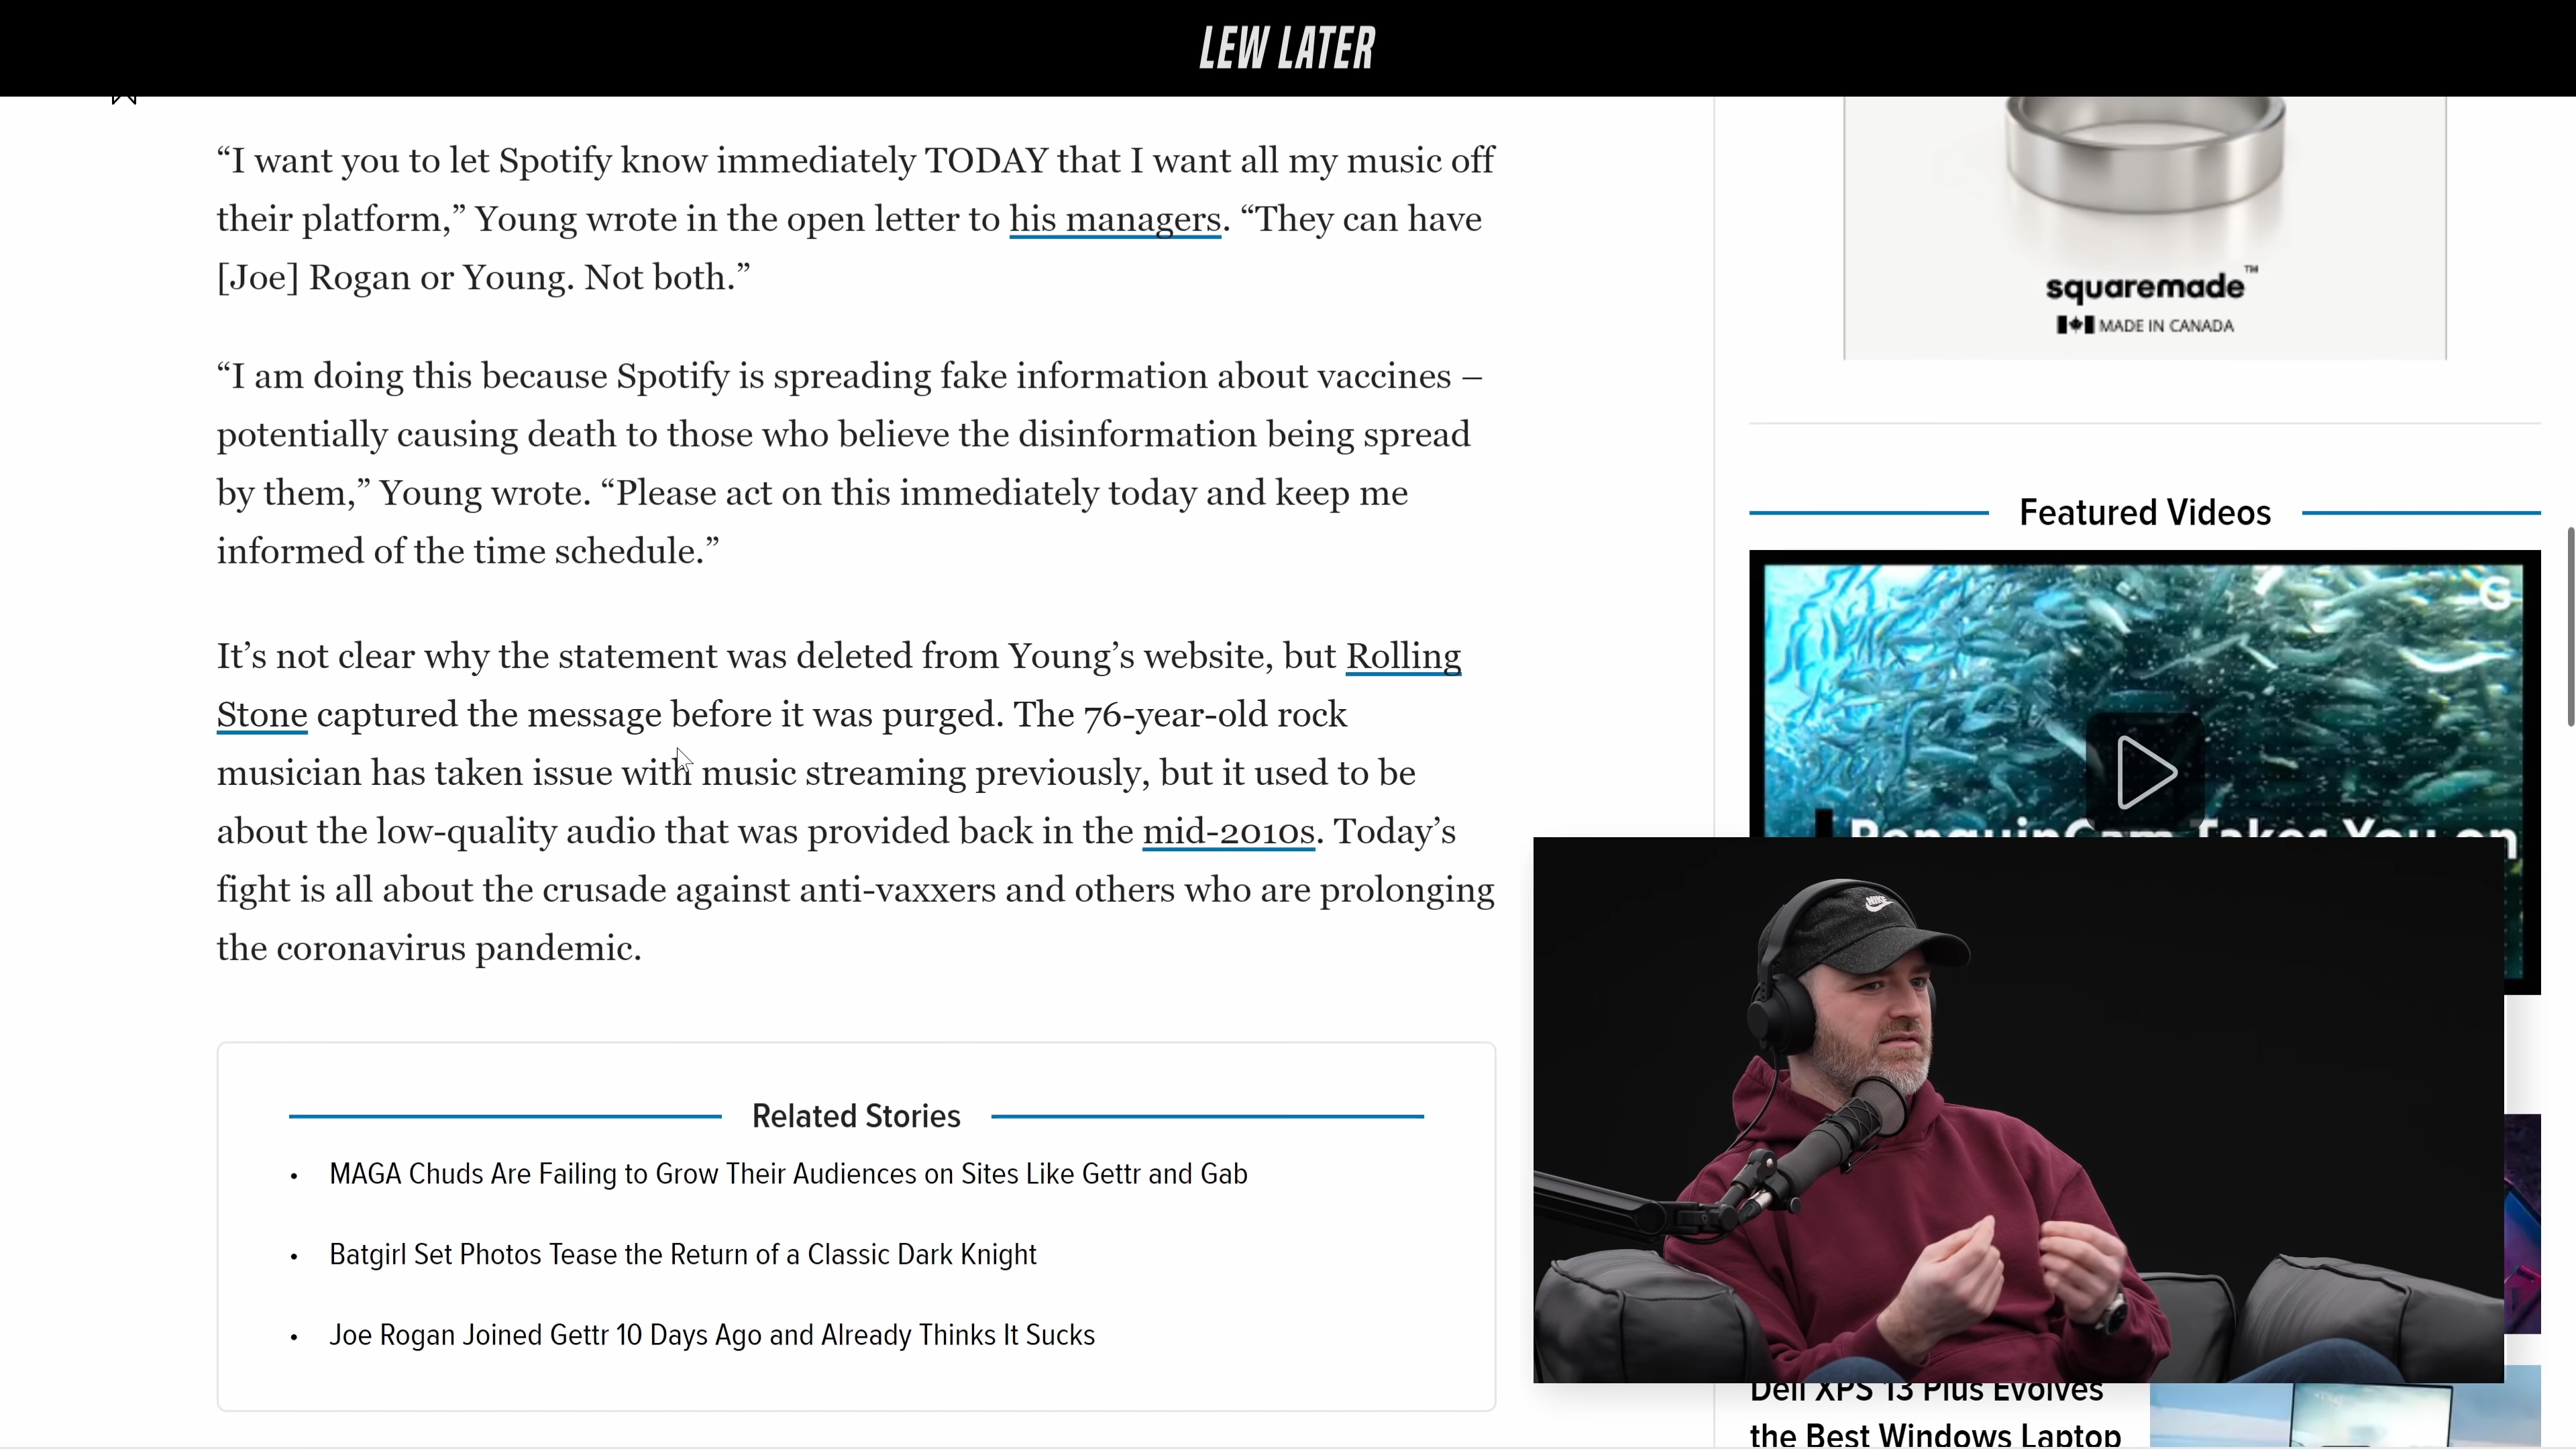 LEW LATER
“I want you to let Spotify know immediately TODAY that I want all my music off
their platform,” Young wrote in the open letter to his managers. “They can have
[Joe] Rogan or Young. Not both.”
“I am doing this because Spotify is spreading fake information about vaccines –
potentially causing death to those who believe the disinformation being spread
by them,” Young wrote. “Please act on this immediately today and keep me
informed of the time schedule.”
It’s not clear why the statement was deleted from Young’s website, but Rolling
Stone captured the message before it was purged. The 76-year-old rock
musician has taken issue with music streaming previously, but it used to be
about the low-quality audio that was provided back in the mid-2010s. Today’s
fight is all about the crusade against anti-vaxxers and others who are prolonging
the coronavirus pandemic.
Related Stories
• MAGA Chuds Are Failing to Grow Their Audiences on Sites Like Gettr and Gab
• Batgirl Set Photos Tease the Return of a Classic Dark Knight
• Joe Rogan Joined Gettr 10 Days Ago and Already Thinks It Sucks
squaremade™
MADE IN CANADA
Featured Videos
G
PenguinCam Takes You on
NIKE
Dell XPS 13 Plus Evolves
the Best Windows Laptop